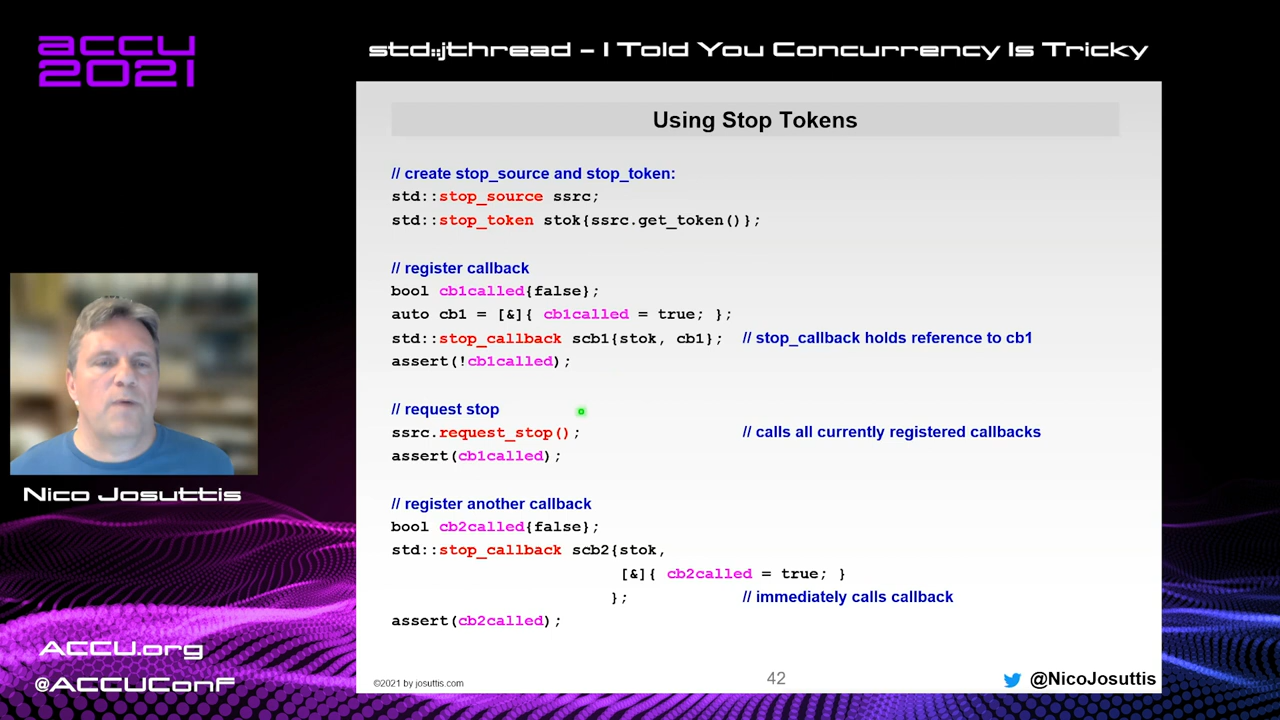 accu
2021
std::jthread – I Told You Concurrency Is Tricky
Using Stop Tokens
// create stop_source and stop_token:
std::stop_source ssrc;
std::stop_token stok{ssrc.get_token()};
// register callback
bool cb1called{false};
auto cb1 = [&]{ cb1called = true; };
std::stop_callback scb1{stok, cb1}; // stop_callback holds reference to cb1
assert(!cb1called);
// request stop
ssrc.request_stop(); // calls all currently registered callbacks
assert(cb1called);
// register another callback
bool cb2called{false};
std::stop_callback scb2{stok,
[&]{ cb2called = true; }
}; // immediately calls callback
assert(cb2called);
©2021 by josuttis.com
42
@NicoJosuttis
Nico Josuttis
ACCU.org
@ACCUConf